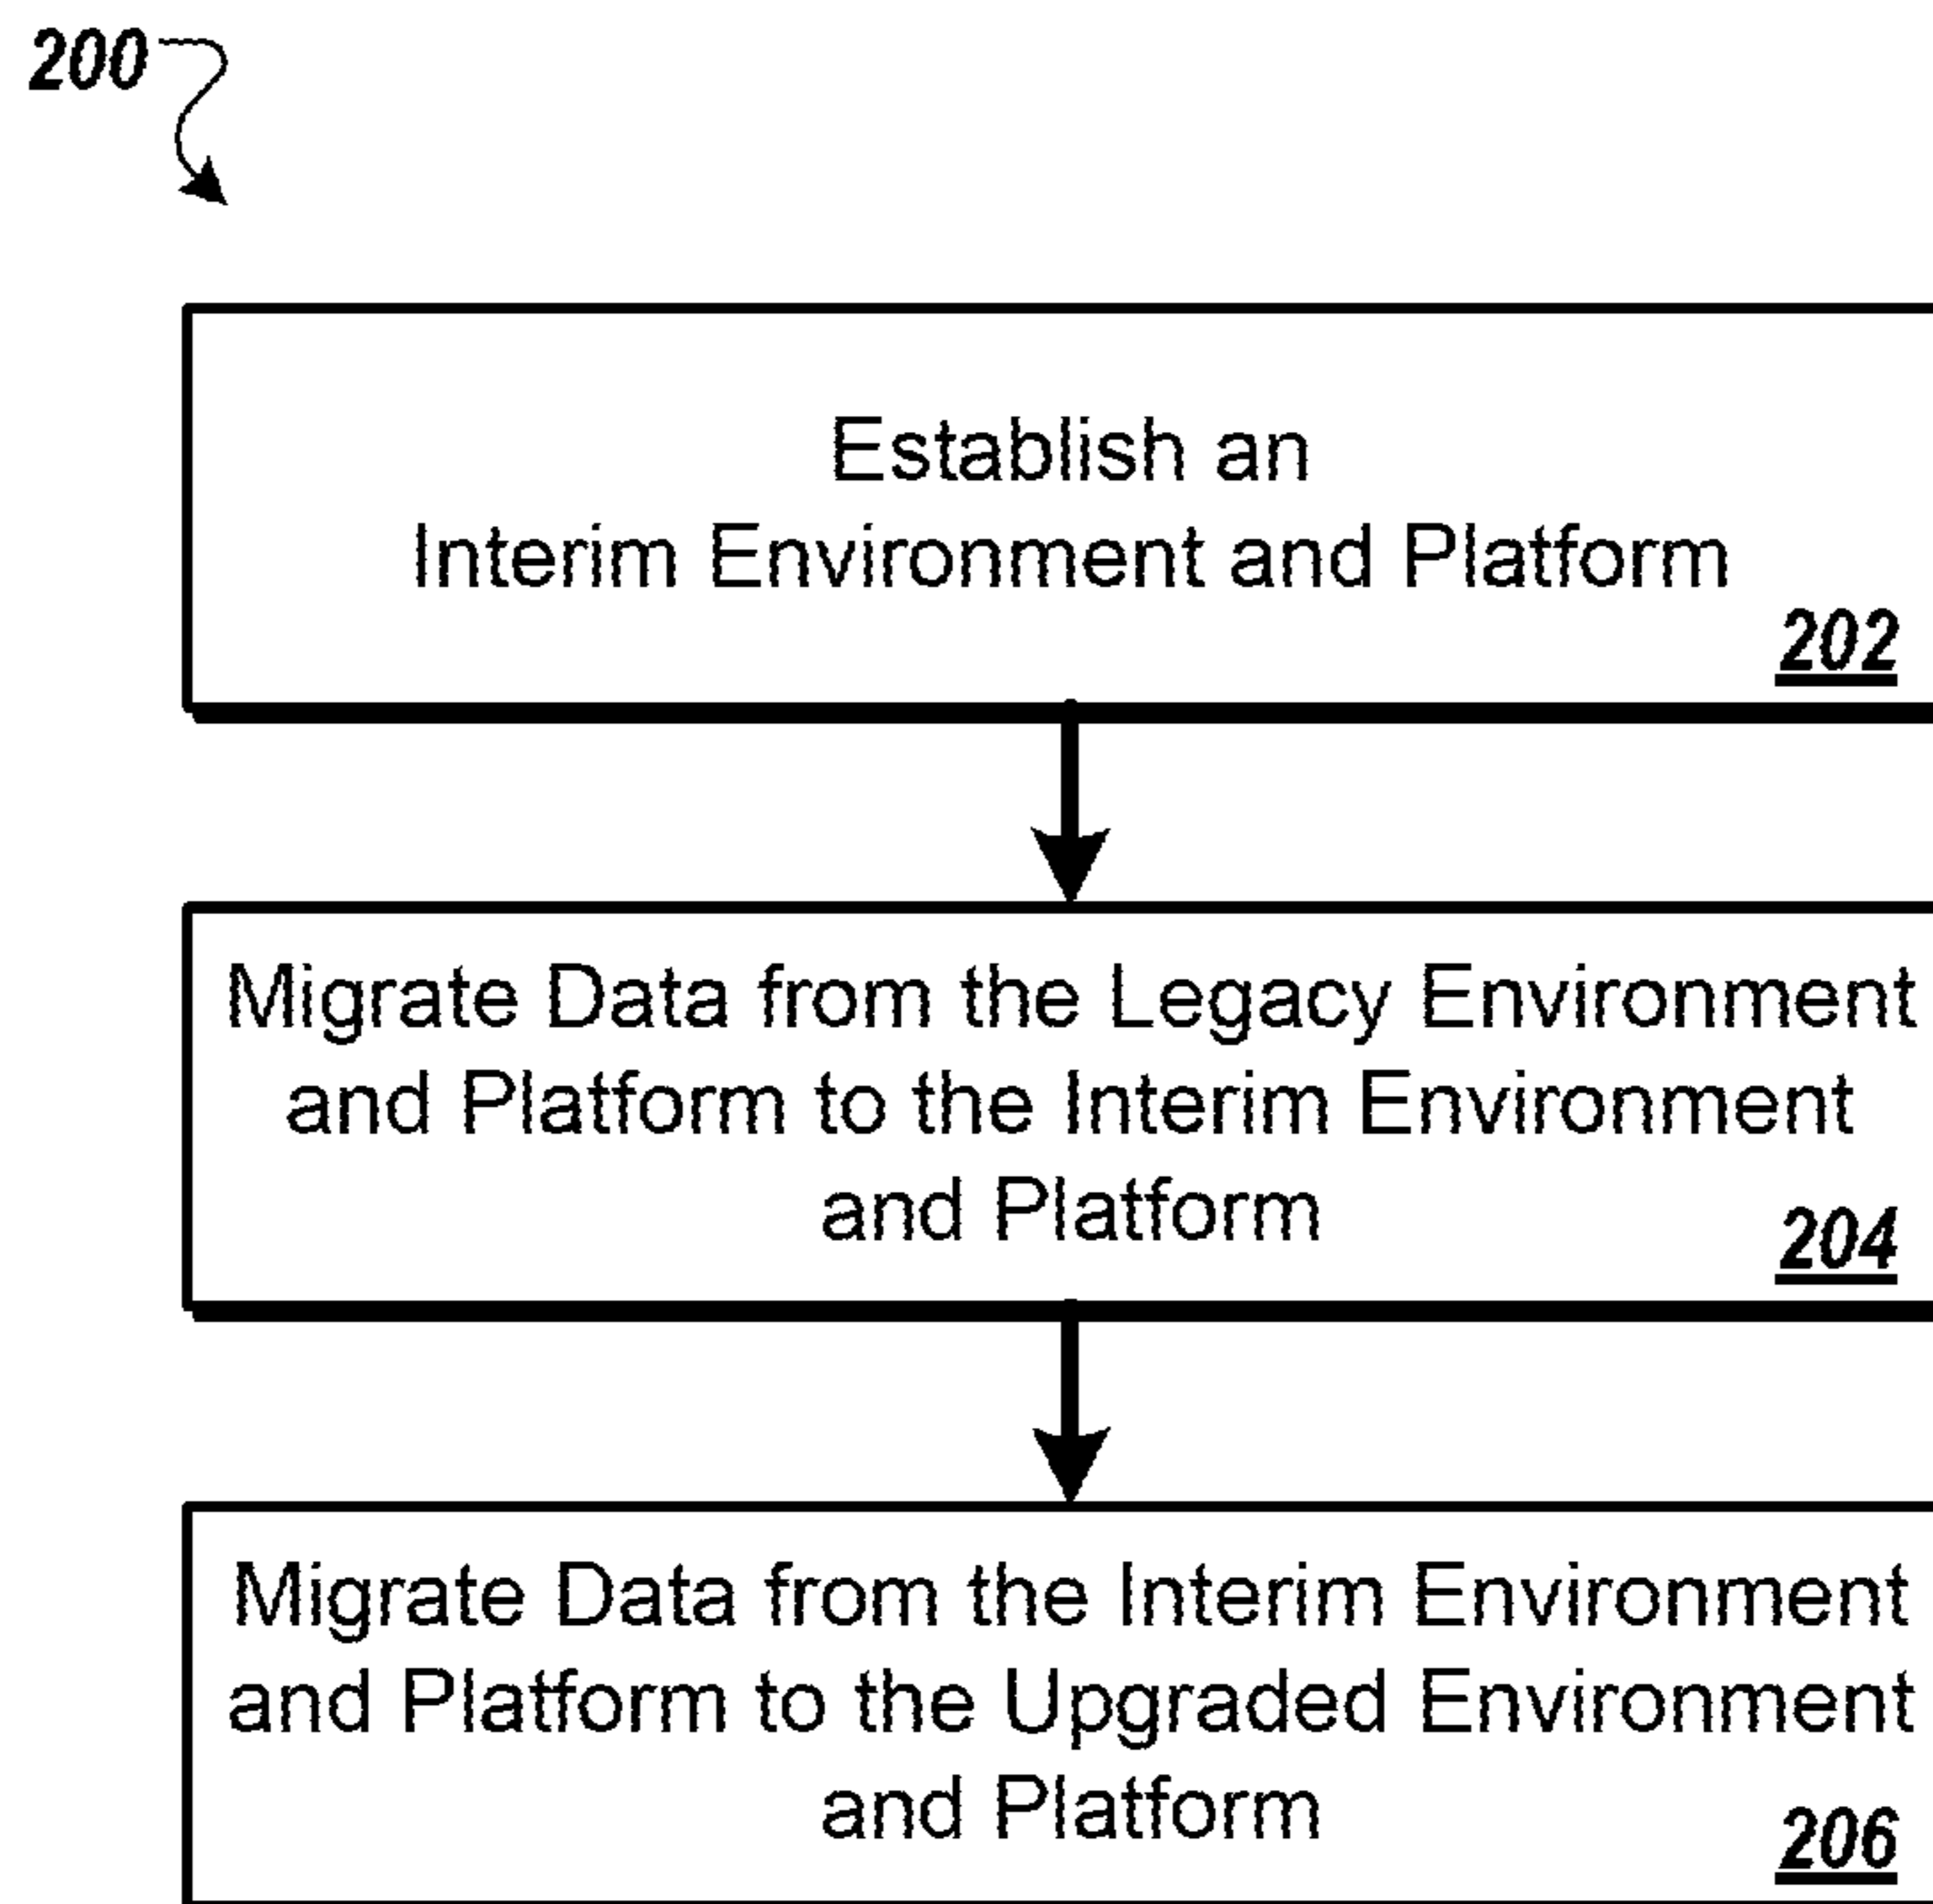 200
Establish an
Interim Environment and Platform
202
Migrate Data from the Legacy Environment
and Platform to the Interim Environment
and Platform
204
Migrate Data from the Interim Environment
and Platform to the Upgraded Environment
and Platform
206